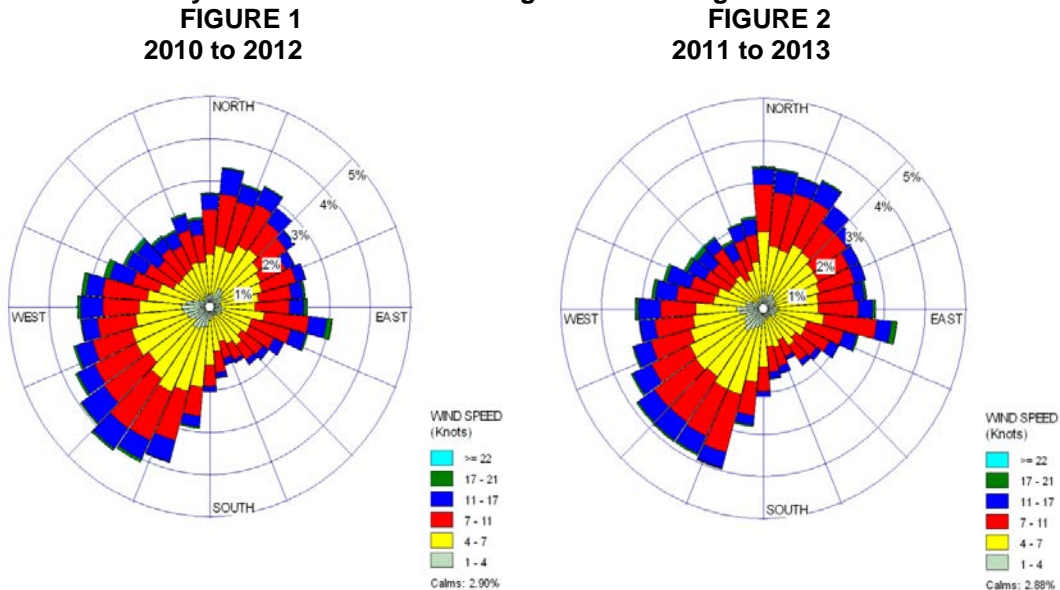 FIGURE 1
2010 to 2012
NORTH
5%
4%
3%
2%
1%
WEST
EAST
SOUTH
WIND SPEED
(Knots)
>= 22
17 - 21
11 - 17
7 - 11
4 - 7
1 - 4
Calms: 2.90%
FIGURE 2
2011 to 2013
NORTH
5%
4%
3%
2%
1%
WEST
EAST
SOUTH
WIND SPEED
(Knots)
>= 22
17 - 21
11 - 17
7 - 11
4 - 7
1 - 4
Calms: 2.88%